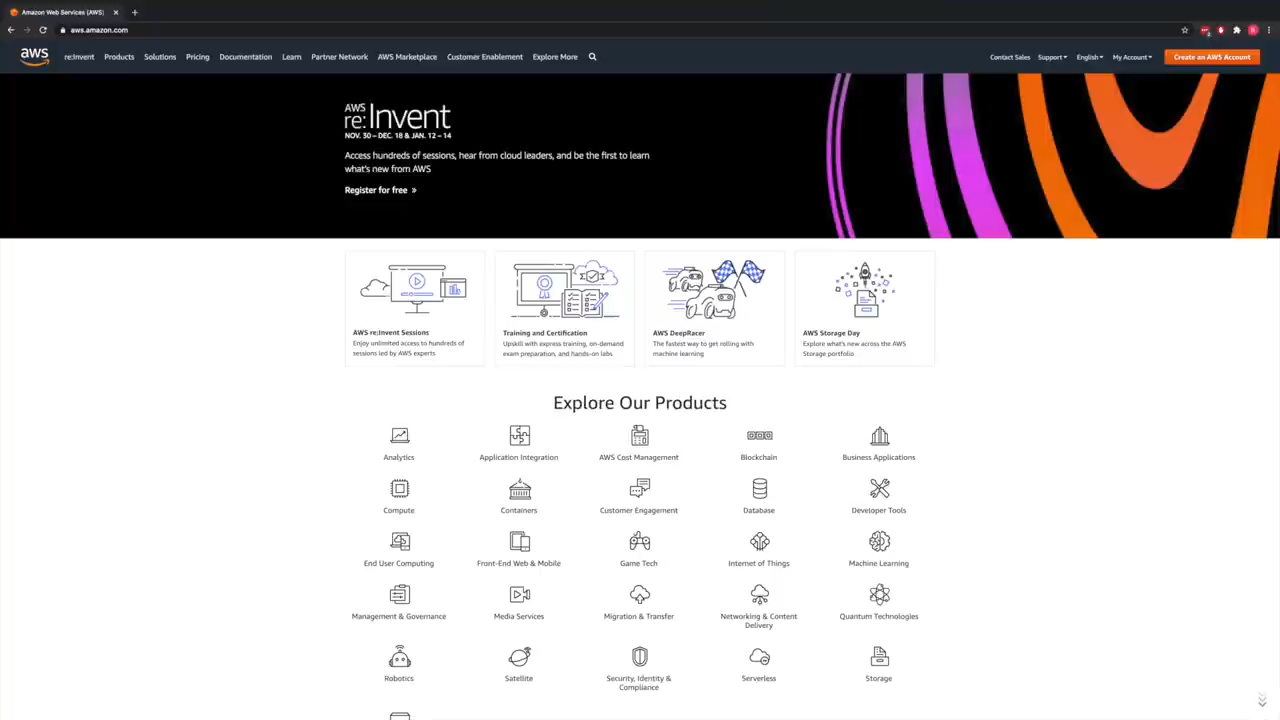 Amazon Web Services (AWS)
aws.amazon.com
aws
re:Invent
Products
Solutions
Pricing
Documentation
Learn
Partner Network
AWS Marketplace
Customer Enablement
Explore More
Contact Sales
Support
English
My Account
Create an AWS Account
AWS
re:Invent
NOV. 30 – DEC. 18 & JAN. 12 – 14
Access hundreds of sessions, hear from cloud leaders, and be the first to learn
what's new from AWS
Register for free »
AWS re:Invent Sessions
Enjoy unlimited access to hundreds of
sessions led by AWS experts
Training and Certification
Upskill with express training, on-demand
exam preparation, and hands-on labs
AWS DeepRacer
The fastest way to get rolling with
machine learning
AWS Storage Day
Explore what's new across the AWS
Storage portfolio
Explore Our Products
Analytics
Application Integration
AWS Cost Management
Blockchain
Business Applications
Compute
Containers
Customer Engagement
Database
Developer Tools
End User Computing
Front-End Web & Mobile
Game Tech
Internet of Things
Machine Learning
Management & Governance
Media Services
Migration & Transfer
Networking & Content
Delivery
Quantum Technologies
Robotics
Satellite
Security, Identity &
Compliance
Serverless
Storage